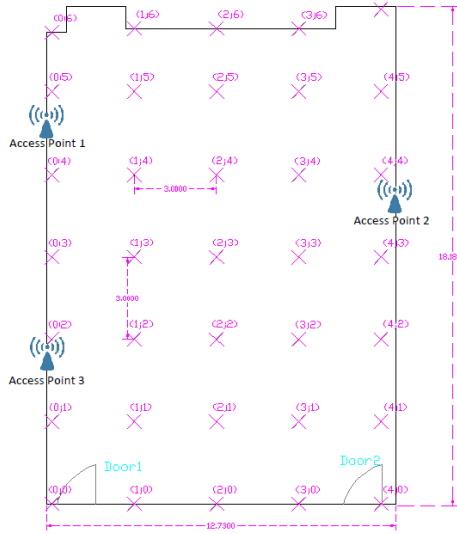 (0;6) (1;6) (2;6) (3;6)
(0;5) (1;5) (2;5) (3;5) (4;5)
Access Point 1
(0;4) (1;4) (2;4) (3;4) (4;4)
3.0000
Access Point 2
(0;3) (1;3) (2;3) (3;3) (4;3)
18.18
3.0000
(0;2) (1;2) (2;2) (3;2) (4;2)
Access Point 3
(0;1) (1;1) (2;1) (3;1) (4;1)
Door1 Door2
(0;0) (1;0) (2;0) (3;0) (4;0)
12.7300